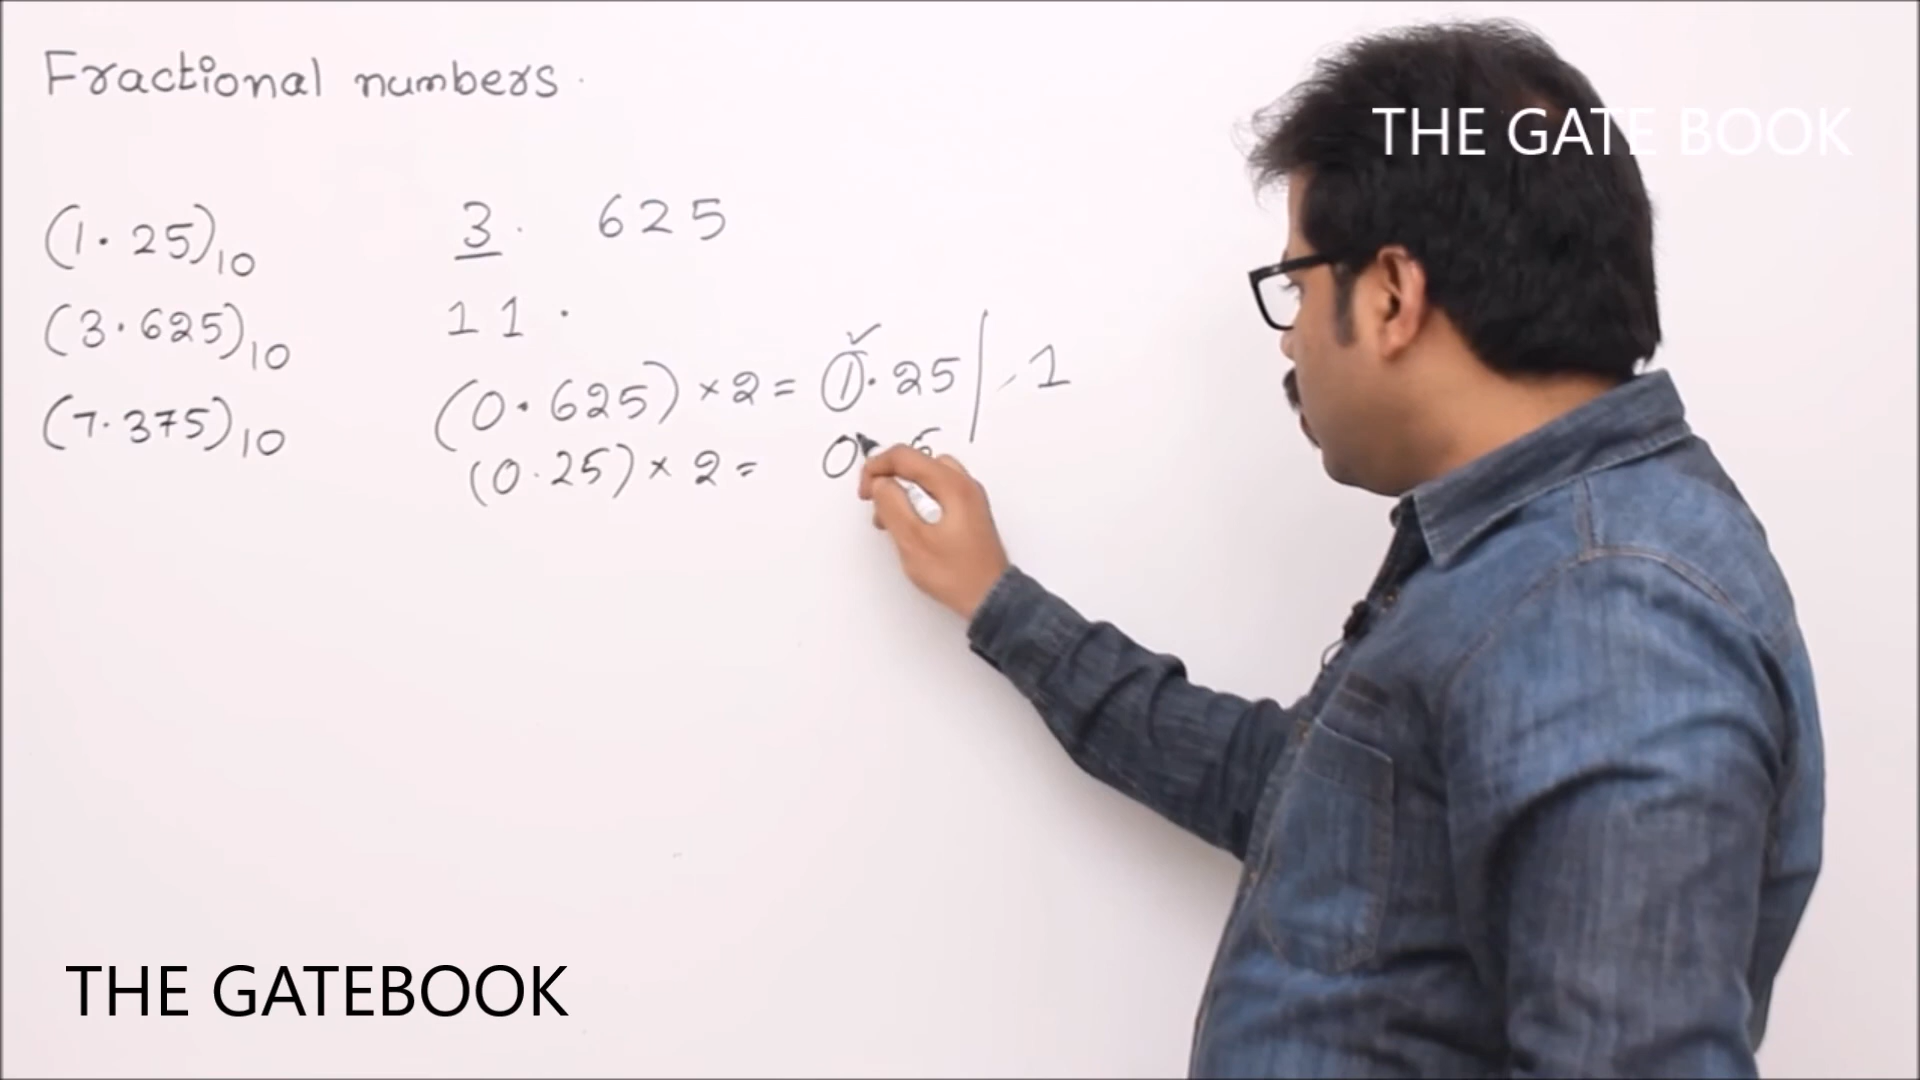 Fractional numbers.
THE GATE BOOK
(1.25)10
3. 625
(3.625)10
11.
(0.625) ×2= 1.25 .1
(7.375)10
(0.25) × 2 = 0
THE GATEBOOK